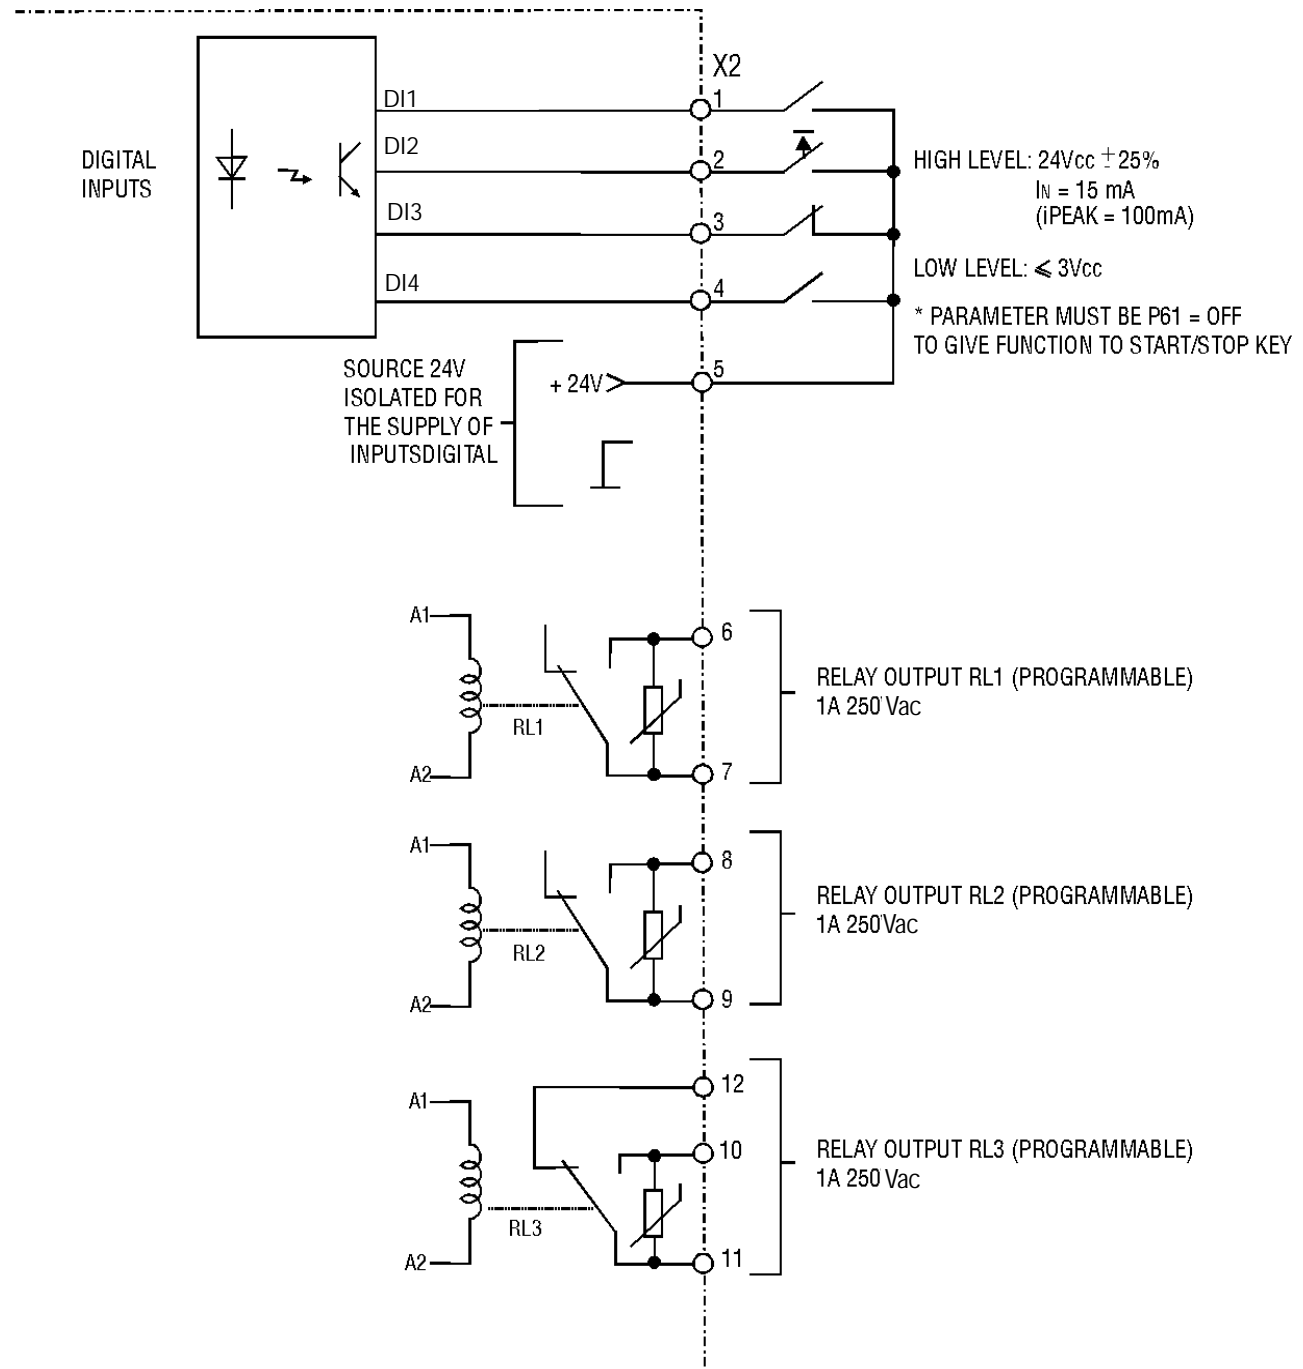 X2
DIGITAL
INPUTS
DI1
DI2
DI3
DI4
1
2
3
4
5
HIGH LEVEL: 24Vcc ± 25%
IN = 15 mA
(iPEAK = 100mA)
LOW LEVEL: ⩽ 3Vcc
* PARAMETER MUST BE P61 = OFF
TO GIVE FUNCTION TO START/STOP KEY
SOURCE 24V
ISOLATED FOR
THE SUPPLY OF
INPUTSDIGITAL
+ 24V
A1
A2
RL1
6
7
RELAY OUTPUT RL1 (PROGRAMMABLE)
1A 250 Vac
A1
A2
RL2
8
9
RELAY OUTPUT RL2 (PROGRAMMABLE)
1A 250 Vac
A1
A2
RL3
12
10
11
RELAY OUTPUT RL3 (PROGRAMMABLE)
1A 250 Vac